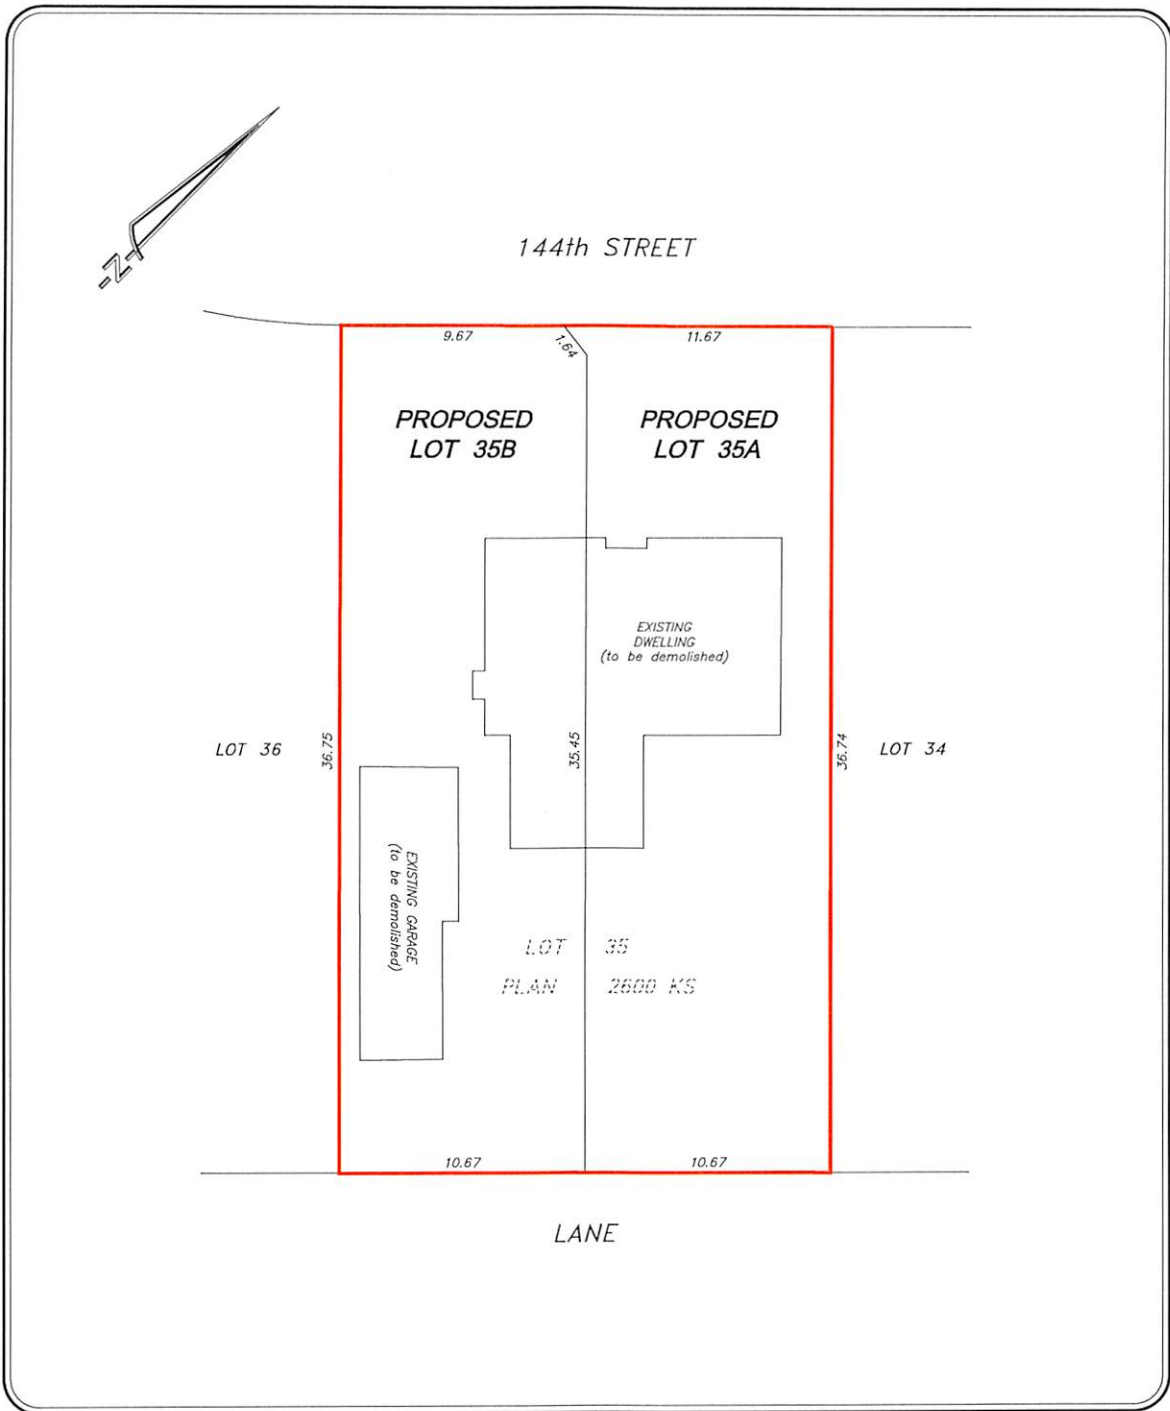 -N-
144th STREET
9.67
1.64
11.67
PROPOSED
LOT 35B
PROPOSED
LOT 35A
EXISTING
DWELLING
(to be demolished)
LOT 36
36.75
35.45
36.74
LOT 34
EXISTING GARAGE
(to be demolished)
LOT 35
PLAN 2600 KS
10.67
10.67
LANE